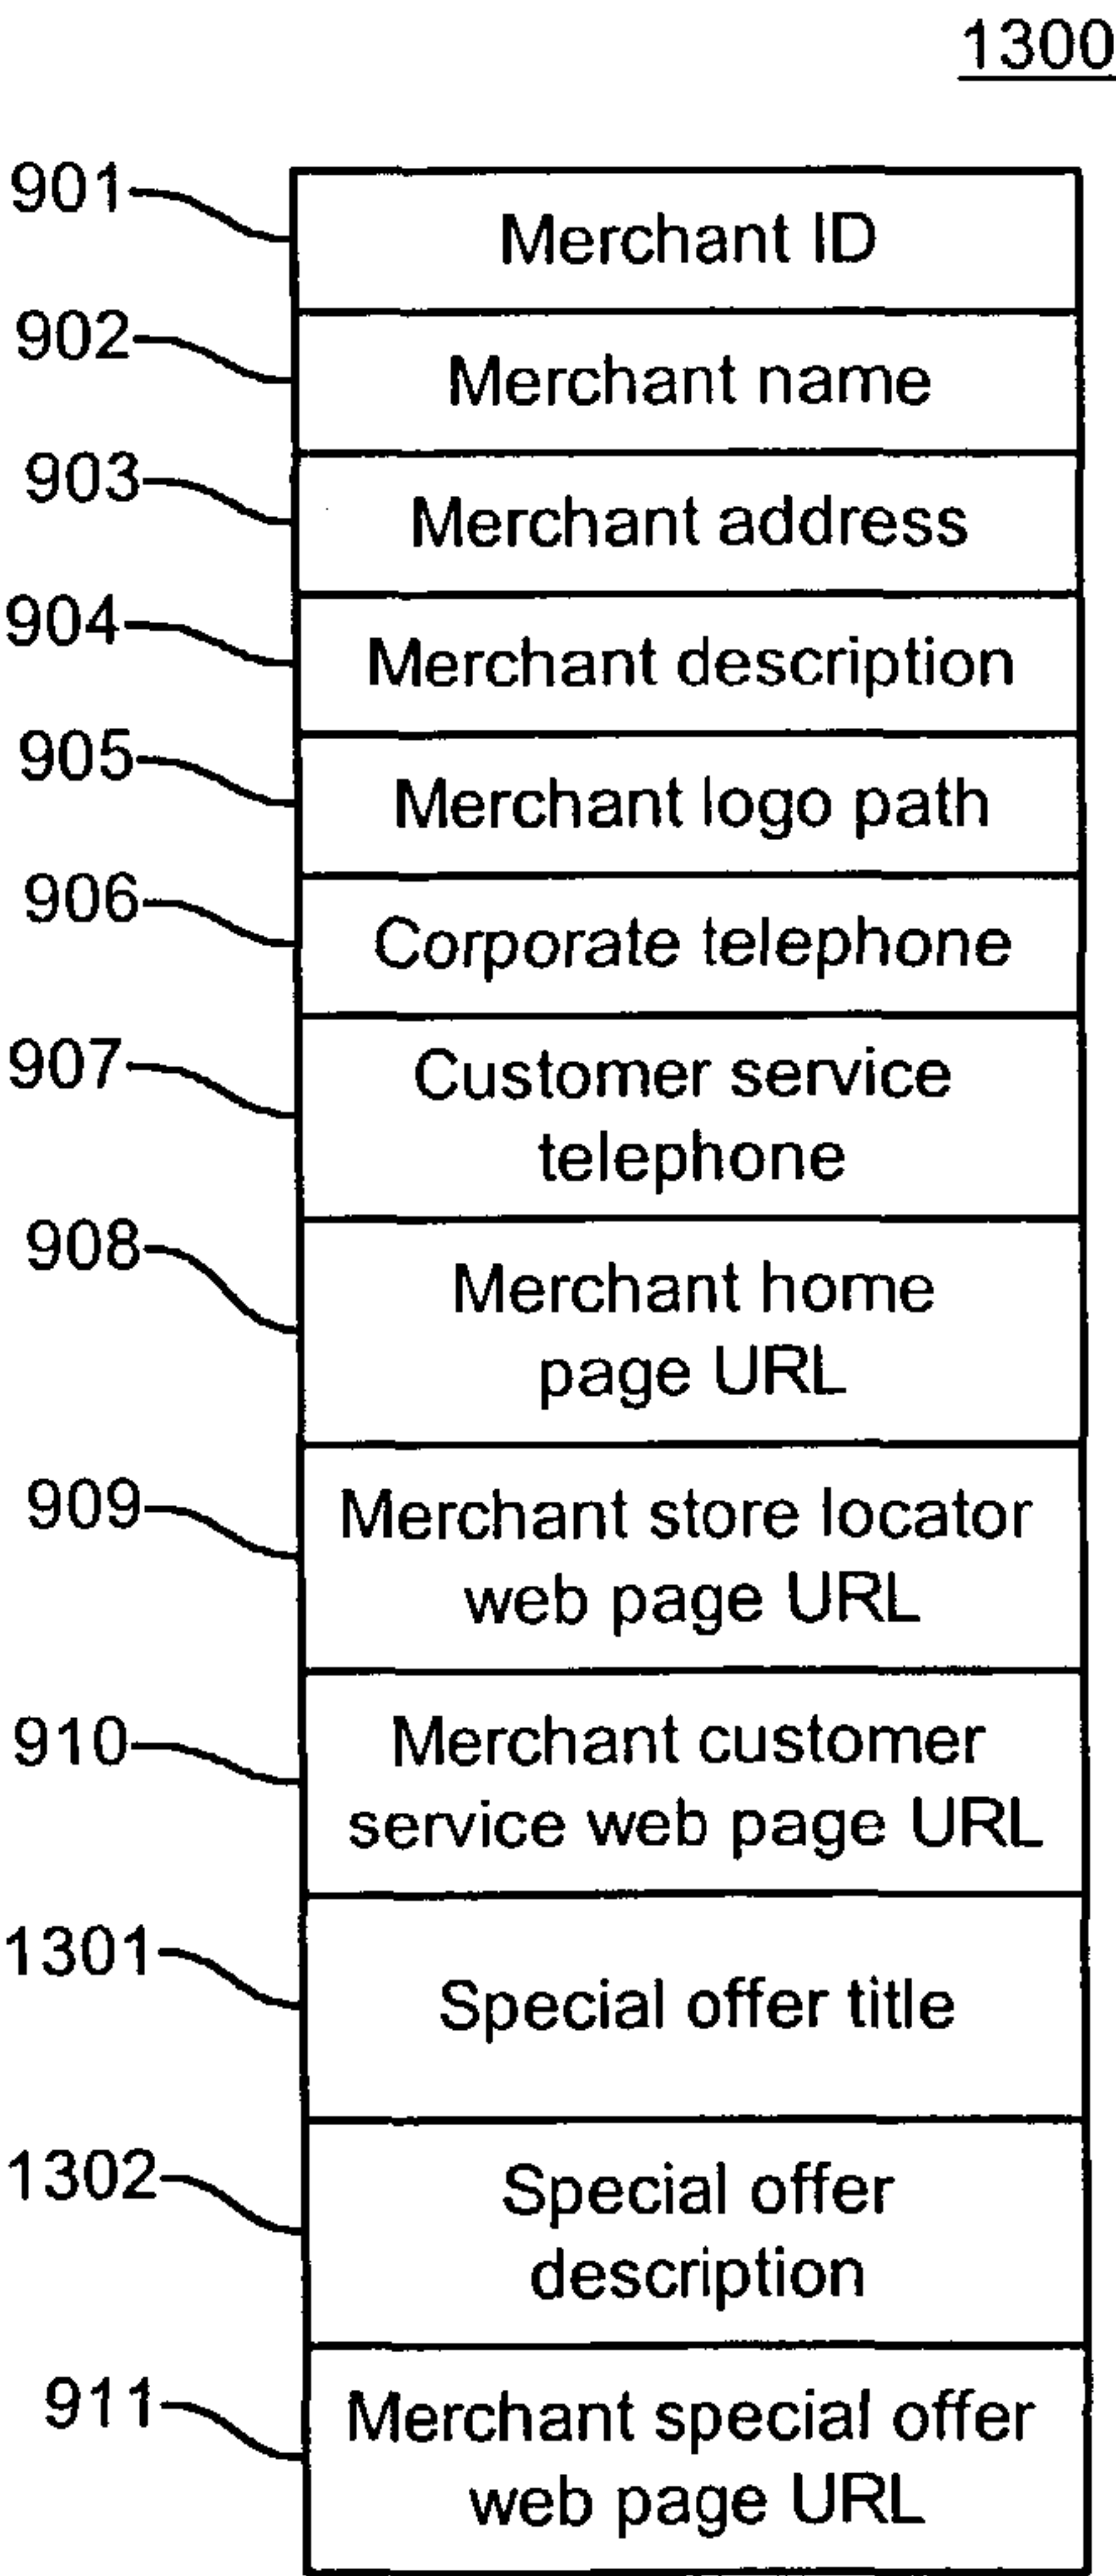 1300
901
Merchant ID
902
Merchant name
903
Merchant address
904
Merchant description
905
Merchant logo path
906
Corporate telephone
907
Customer service
telephone
908
Merchant home
page URL
909
Merchant store locator
web page URL
910
Merchant customer
service web page URL
1301
Special offer title
1302
Special offer
description
911
Merchant special offer
web page URL